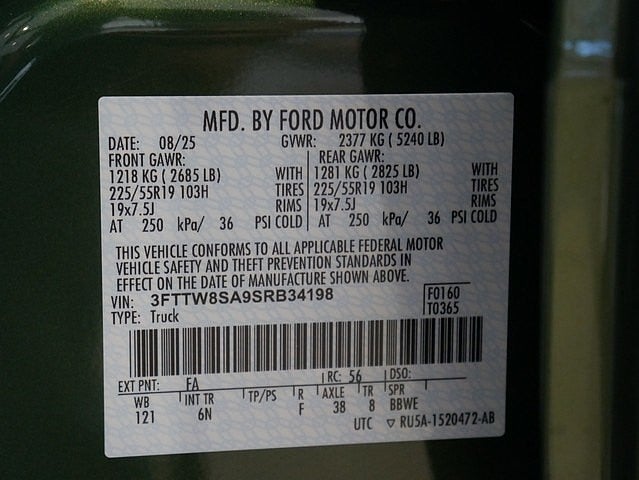 MFD. BY FORD MOTOR CO.
DATE: 08/25 GVWR: 2377 KG ( 5240 LB)
FRONT GAWR: REAR GAWR:
1218 KG ( 2685 LB) WITH 1281 KG ( 2825 LB) WITH
225/55R19 103H TIRES 225/55R19 103H TIRES
19x7.5J RIMS 19x7.5J RIMS
AT 250 kPa/ 36 PSI COLD AT 250 kPa/ 36 PSI COLD
THIS VEHICLE CONFORMS TO ALL APPLICABLE FEDERAL MOTOR
VEHICLE SAFETY AND THEFT PREVENTION STANDARDS IN
EFFECT ON THE DATE OF MANUFACTURE SHOWN ABOVE.
VIN: 3FTTW8SA9SRB34198 F0160
TYPE: Truck T0365
EXT PNT: EA RC: 56 DSO:
WB INT TR TP/PS R AXLE TR SPR
121 6N F 38 8 BBWE
UTC ▽ RU5A-1520472-AB